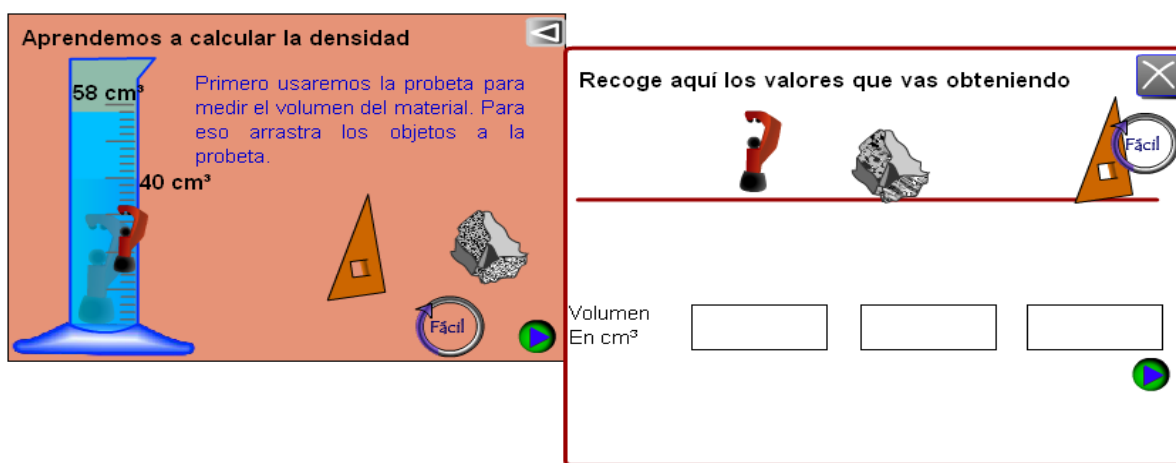 Aprendemos a calcular la densidad
58 cm³
Primero usaremos la probeta para
medir el volumen del material. Para
eso arrastra los objetos a la
probeta.
40 cm³
Fácil
Recoge aquí los valores que vas obteniendo
Fácil
Volumen
En cm³